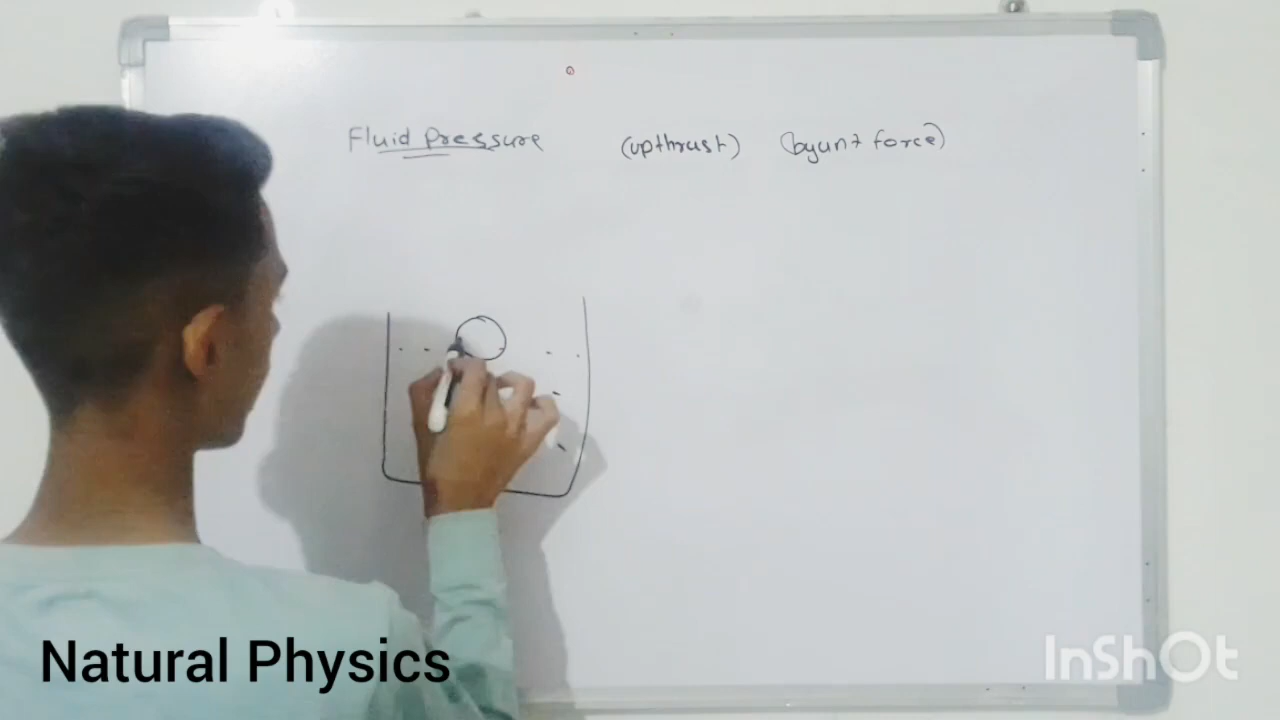 Fluid Pressure (upthrust) (byunt force)
Natural Physics
InShOt